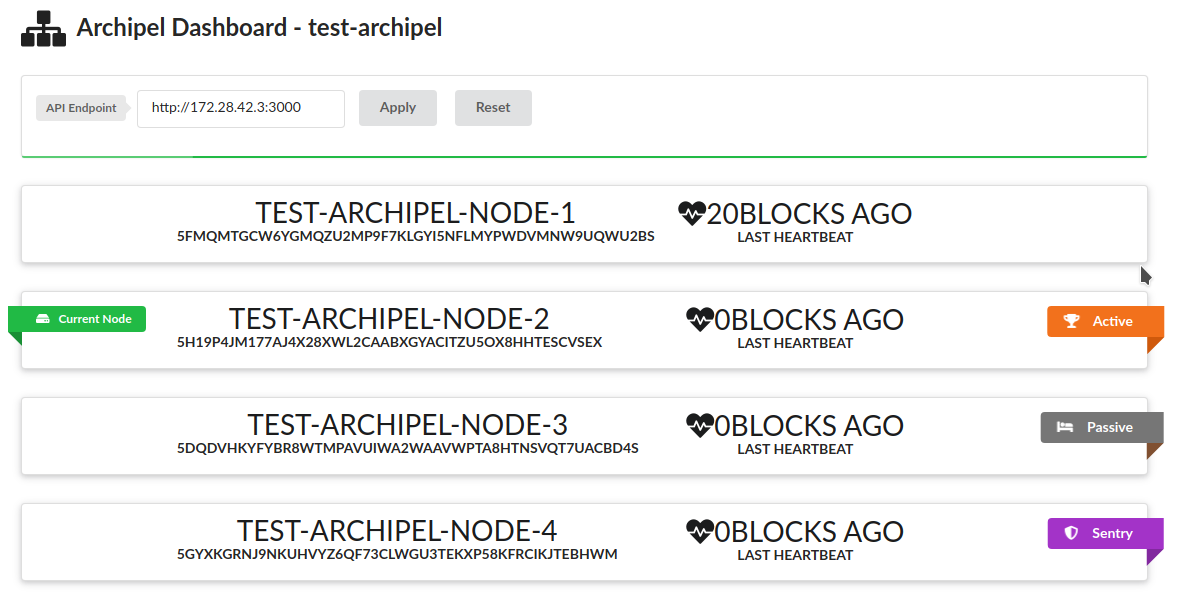 Archipel Dashboard - test-archipel
API Endpoint http://172.28.42.3:3000 Apply Reset
TEST-ARCHIPEL-NODE-1 20BLOCKS AGO
5FMQMTGCW6YGMQZU2MP9F7KLGYI5NFLMYPWDVMNW9UQWU2BS LAST HEARTBEAT
Current Node TEST-ARCHIPEL-NODE-2 0BLOCKS AGO Active
5H19P4JM177AJ4X28XWL2CAABXGYACITZU5OX8HHTESCVSEX LAST HEARTBEAT
TEST-ARCHIPEL-NODE-3 0BLOCKS AGO Passive
5DQDVHKYFYBR8WTMPAVUIWA2WAAVWPTA8HTNSVQT7UACBD4S LAST HEARTBEAT
TEST-ARCHIPEL-NODE-4 0BLOCKS AGO Sentry
5GYXKGRNJ9NKUHVYZ6QF73CLWGU3TEKXP58KFRCIKJTEBHWM LAST HEARTBEAT